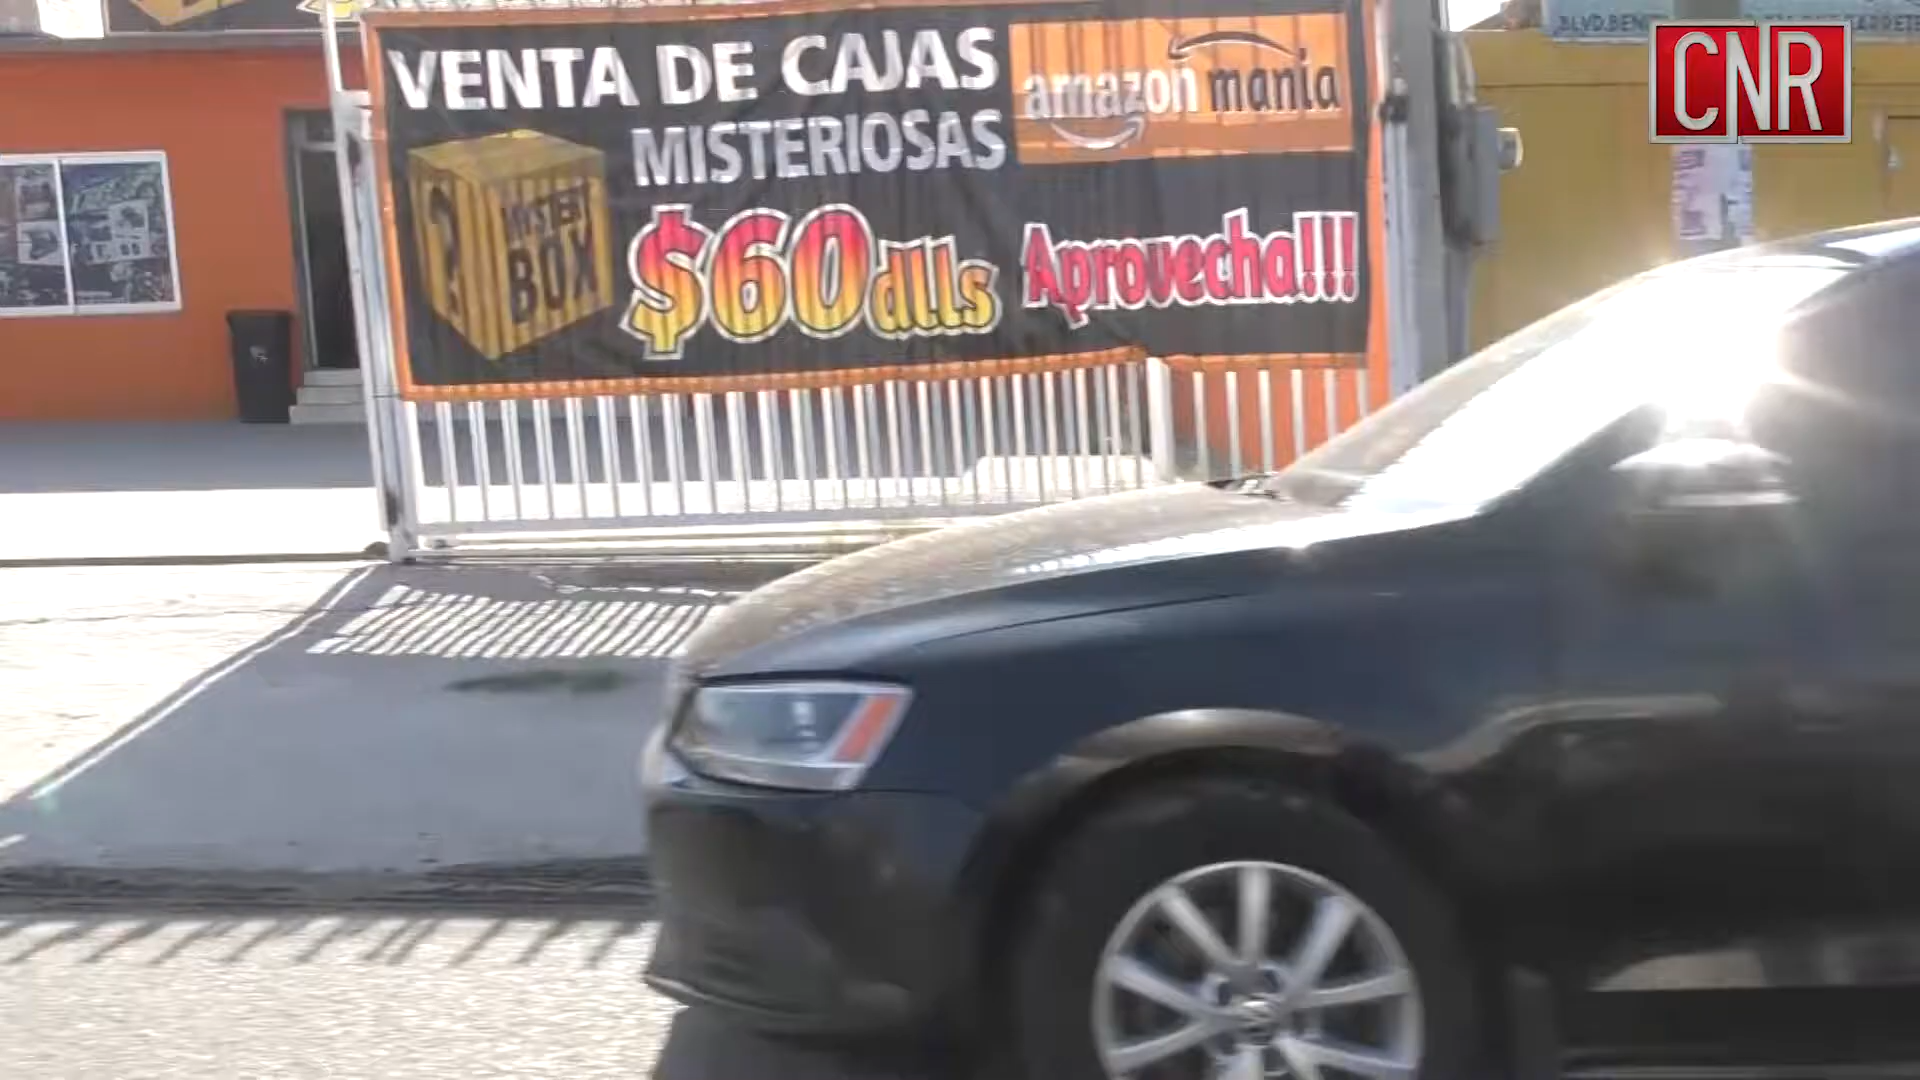 VENTA DE CAJAS
MISTERIOSAS
amazon mania
? MYSTERY
BOX
$60dlls
Aprovecha!!!
CNR